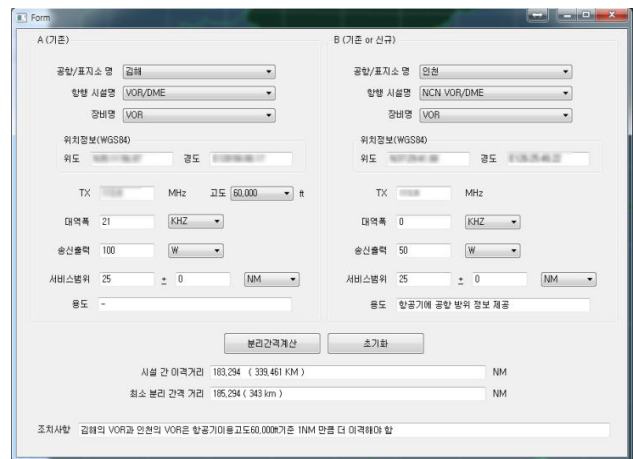 Form
A (기존)
공항/표지소 명 김해
항행 시설명 VOR/DME
장비명 VOR
위치정보(WGS84)
위도 경도
TX MHz 고도 60,000 ft
대역폭 21 KHZ
송신출력 100 W
서비스범위 25 ± 0 NM
용도 -
B (기존 or 신규)
공항/표지소 명 인천
항행 시설명 NCN VOR/DME
장비명 VOR
위치정보(WGS84)
위도 경도
TX MHz
대역폭 0 KHZ
송신출력 50 W
서비스범위 25 ± 0 NM
용도 항공기에 공항 방위 정보 제공
분리간격계산 초기화
시설 간 이격거리 183,294 ( 339,461 KM ) NM
최소 분리 간격 거리 185,294 ( 343 km ) NM
조치사항 김해의 VOR과 인천의 VOR은 항공기이용고도60,000ft기준 1NM 만큼 더 이격해야 함